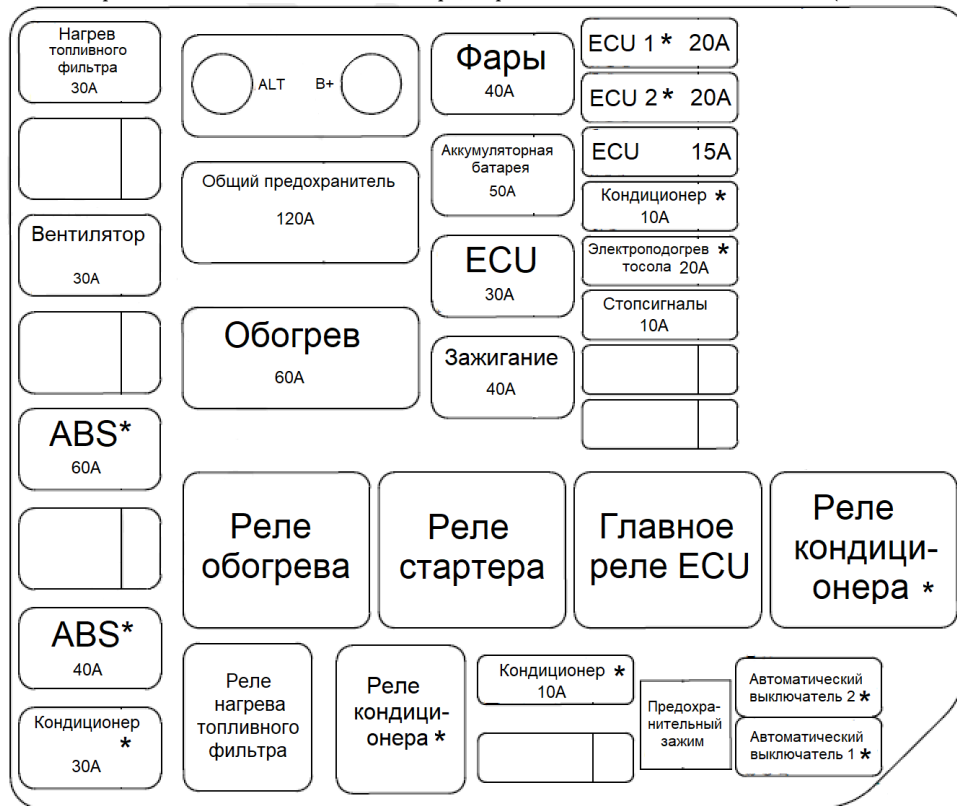 Нагрев
топливного
фильтра
30A
Вентилятор
30A
ABS*
60A
ABS*
40A
Кондиционер
*
30A
ALT B+
Общий предохранитель
120A
Обогрев
60A
Фары
40A
Аккумуляторная
батарея
50A
ECU
30A
Зажигание
40A
ECU 1* 20A
ECU 2* 20A
ECU 15A
Кондиционер *
10A
Электроподогрев *
тосола 20A
Стопсигналы
10A
Реле
обогрева
Реле
стартера
Главное
реле ECU
Реле
кондици-
онера *
Реле
нагрева
топливного
фильтра
Реле
кондици-
онера *
Кондиционер *
10A
Предохра-
нительный
зажим
Автоматический
выключатель 2 *
Автоматический
выключатель 1 *